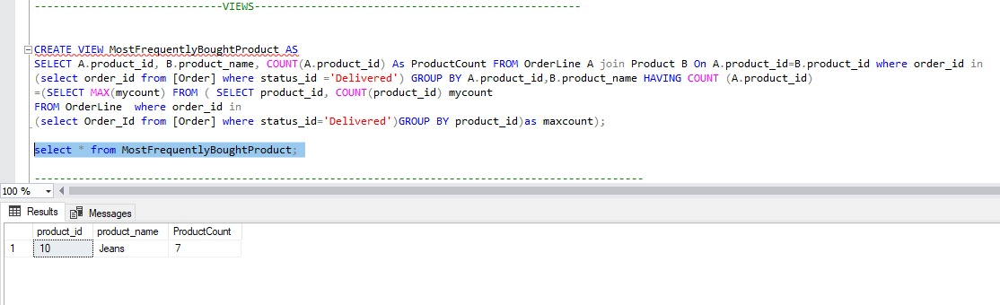 ------------------------------VIEWS----------------------------------------------------
CREATE VIEW MostFrequentlyBoughtProduct AS
SELECT A.product_id, B.product_name, COUNT(A.product_id) As ProductCount FROM OrderLine A join Product B On A.product_id=B.product_id where order_id in
(select order_id from [Order] where status_id ='Delivered') GROUP BY A.product_id,B.product_name HAVING COUNT (A.product_id)
=(SELECT MAX(mycount) FROM ( SELECT product_id, COUNT(product_id) mycount
FROM OrderLine  where order_id in
(select Order_Id from [Order] where status_id='Delivered')GROUP BY product_id)as maxcount);
select * from MostFrequentlyBoughtProduct;
-------------------------------------------------------------------------------------------------
100 %
Results Messages
product_id product_name ProductCount
1 10 Jeans 7